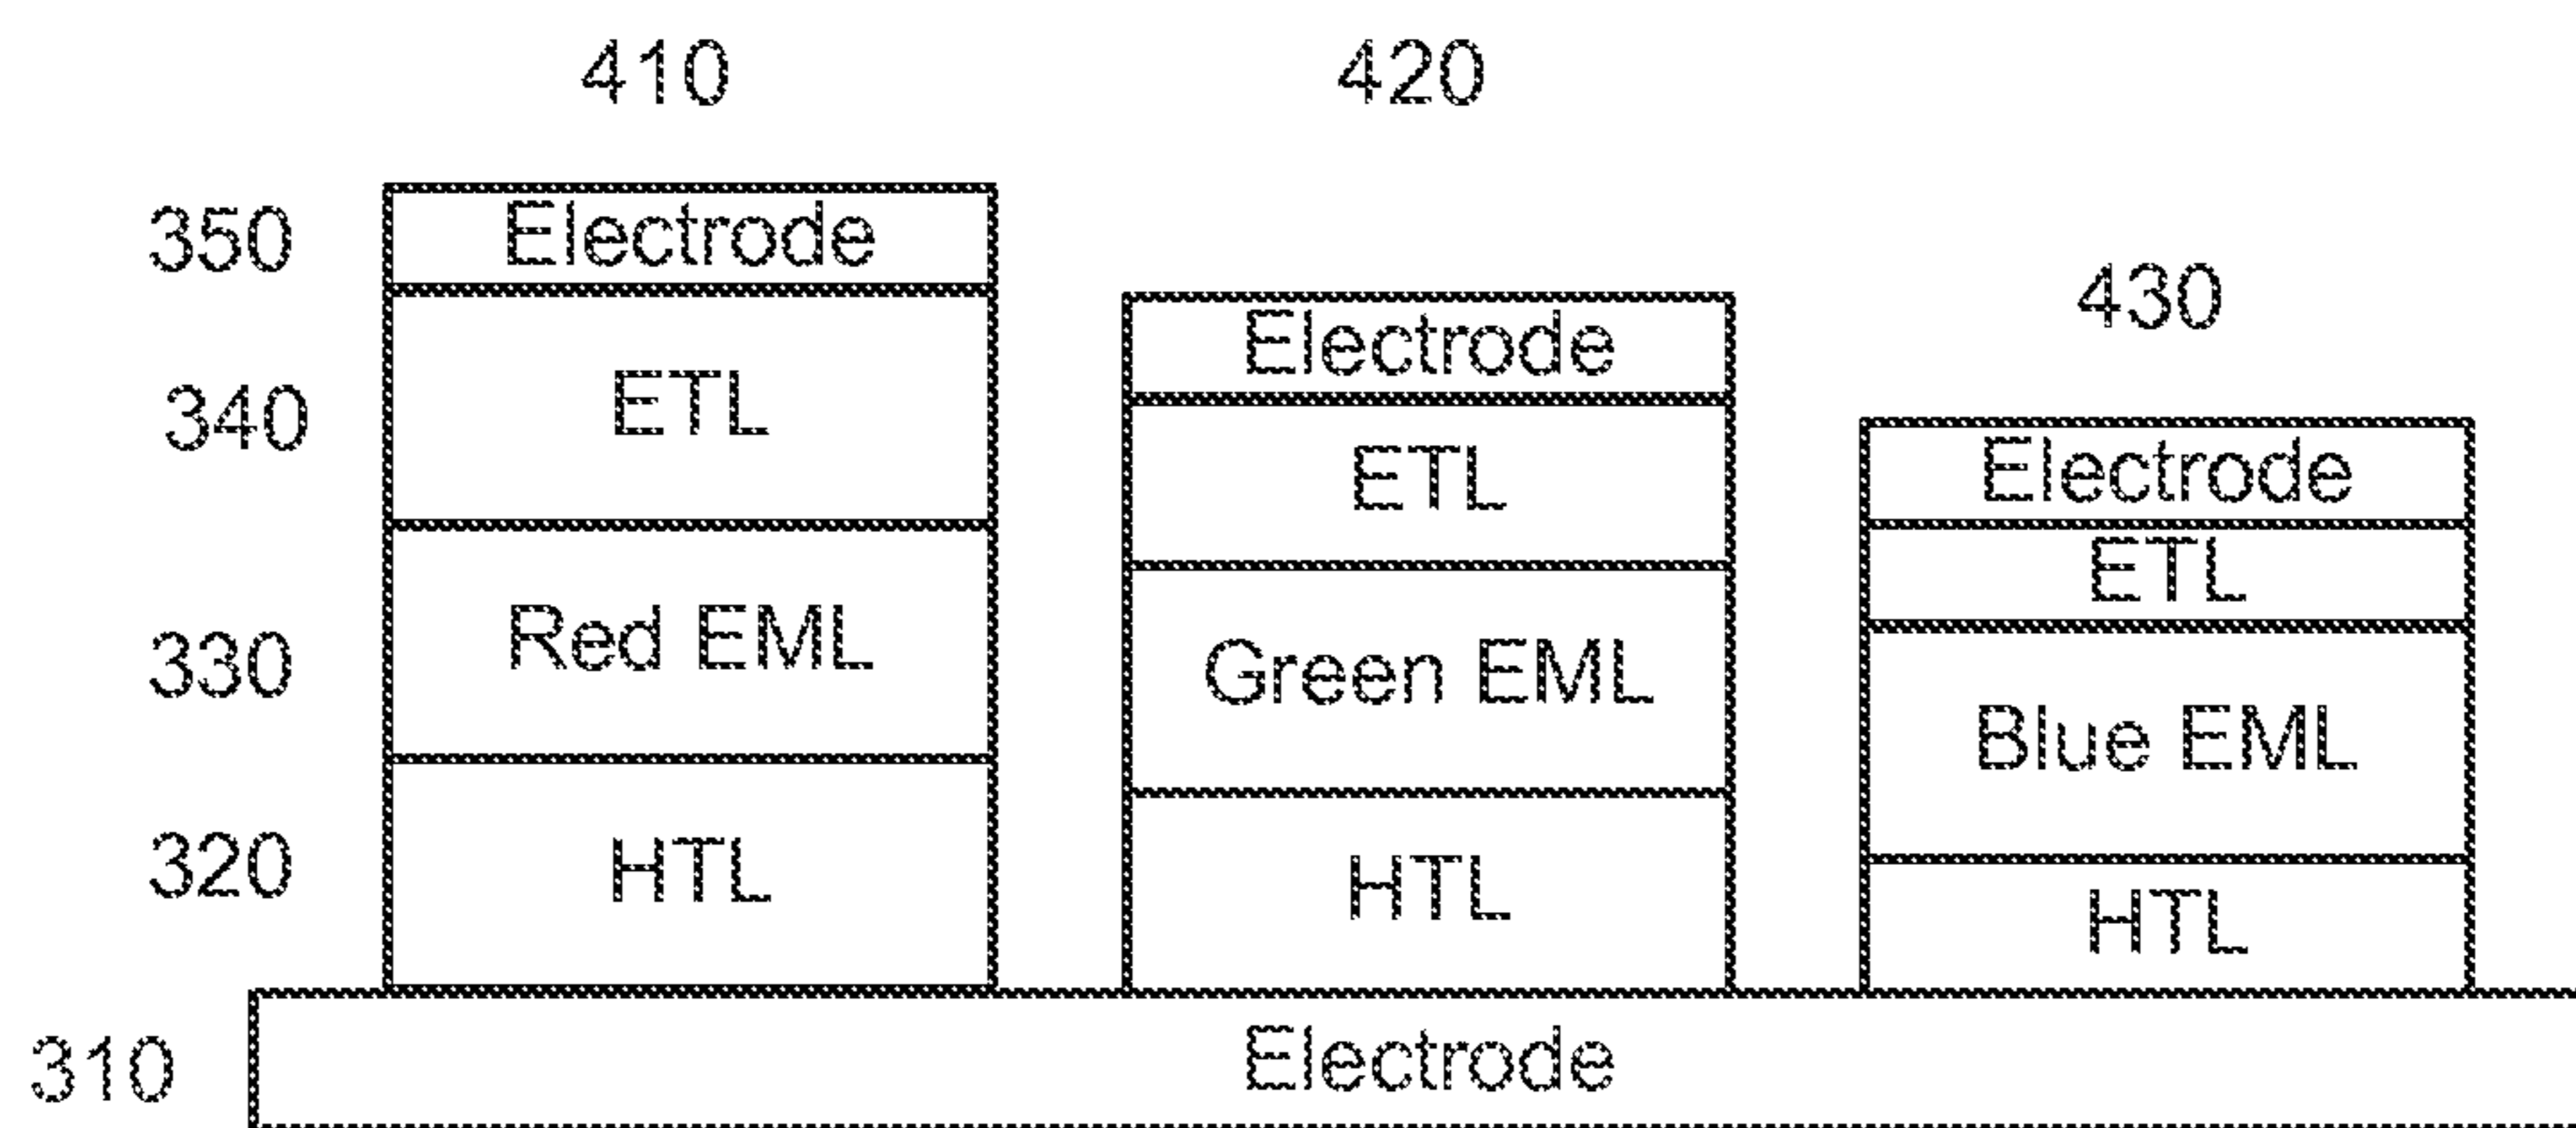 410
420
350
Electrode
430
Electrode
340
ETL
Electrode
ETL
ETL
330
Red EML
Green EML
Blue EML
320
HTL
HTL
HTL
310
Electrode